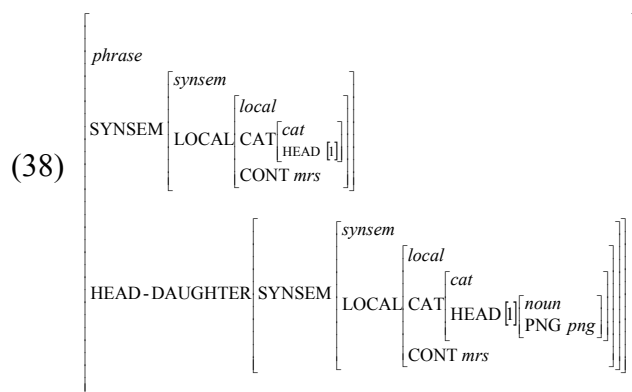 (38)
phrase
SYNSEM
synsem
LOCAL
local
CAT
cat
HEAD [1]
CONT mrs
HEAD-DAUGHTER
SYNSEM
synsem
LOCAL
local
CAT
cat
HEAD [1]
noun
PNG png
CONT mrs